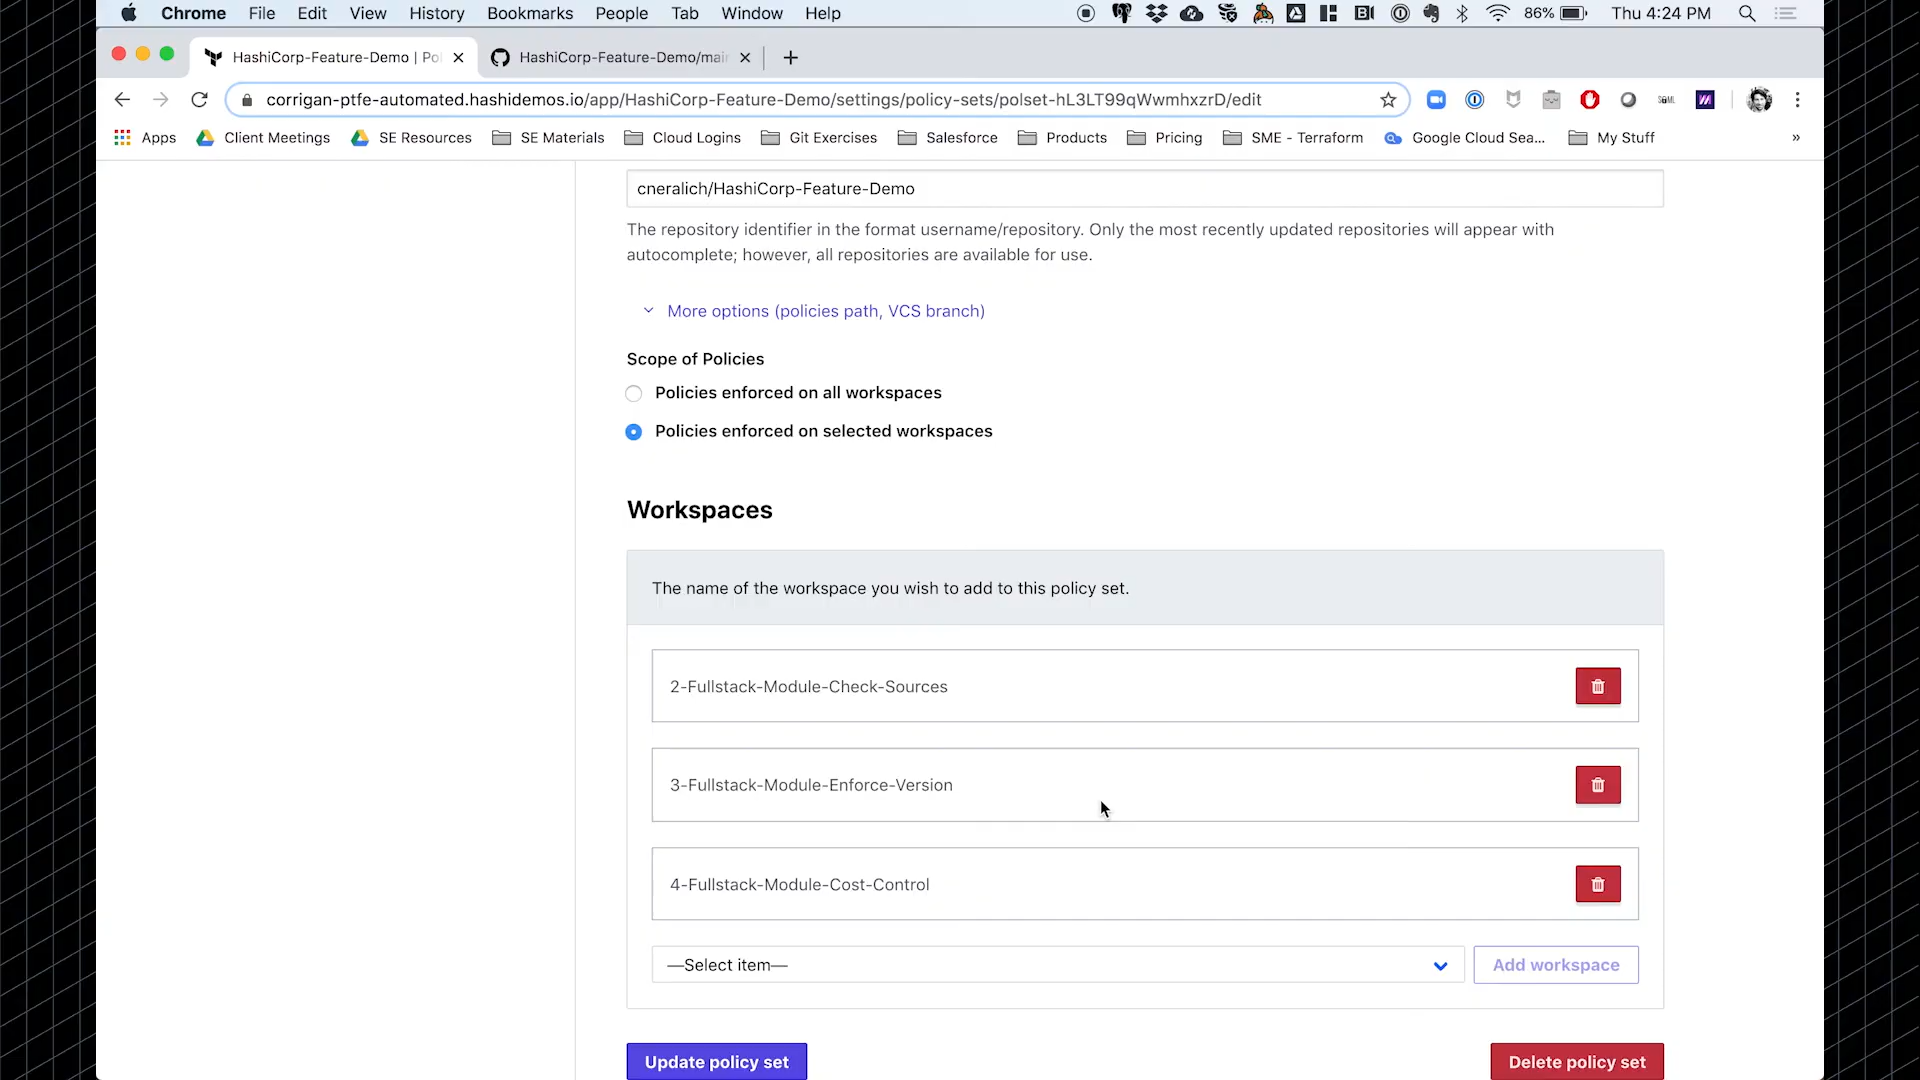 Chrome File Edit View History Bookmarks People Tab Window Help 86% Thu 4:24 PM
HashiCorp-Feature-Demo | Pol HashiCorp-Feature-Demo/main
corrigan-ptfe-automated.hashidemos.io/app/HashiCorp-Feature-Demo/settings/policy-sets/polset-hL3LT99qWwmhxzrD/edit
Apps Client Meetings SE Resources SE Materials Cloud Logins Git Exercises Salesforce Products Pricing SME - Terraform Google Cloud Sea... My Stuff »
cneralich/HashiCorp-Feature-Demo
The repository identifier in the format username/repository. Only the most recently updated repositories will appear with
autocomplete; however, all repositories are available for use.
More options (policies path, VCS branch)
Scope of Policies
Policies enforced on all workspaces
Policies enforced on selected workspaces
Workspaces
The name of the workspace you wish to add to this policy set.
2-Fullstack-Module-Check-Sources
3-Fullstack-Module-Enforce-Version
4-Fullstack-Module-Cost-Control
—Select item— Add workspace
Update policy set Delete policy set